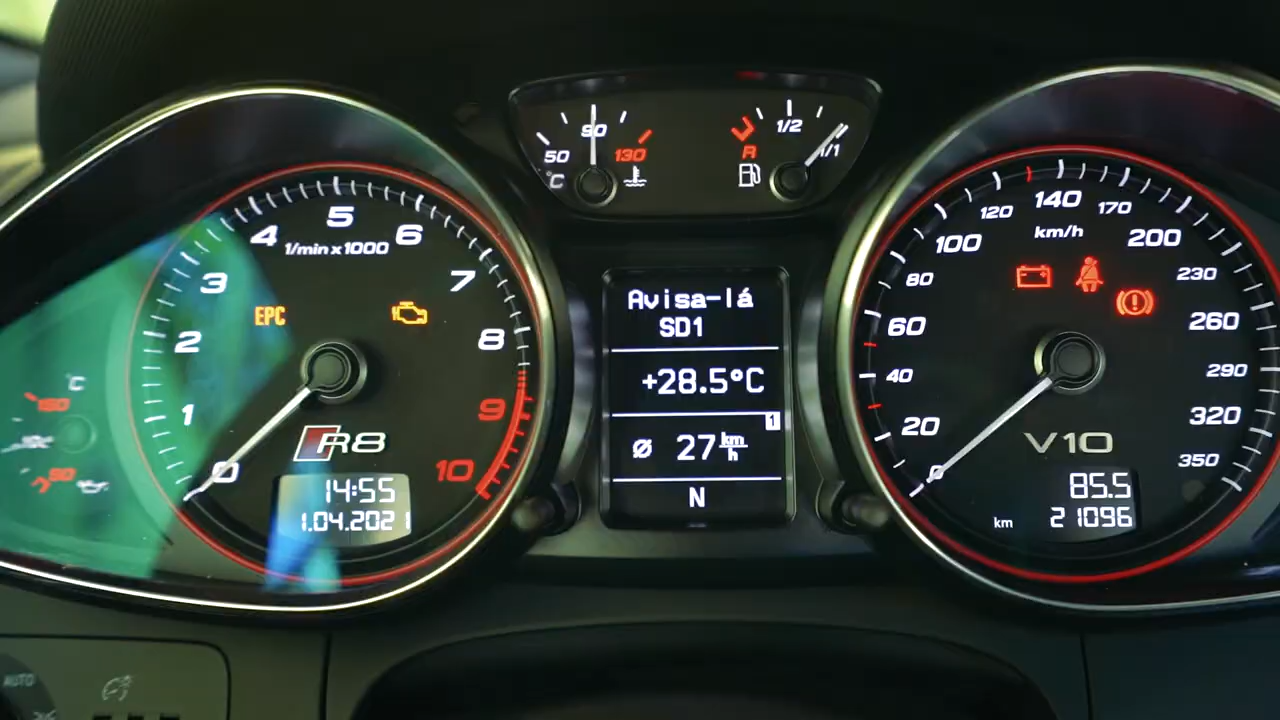 50
90
130
°C
1/2
R
1/1
1
2
3
4
5
6
7
8
9
10
0
1/min x 1000
EPC
R8
14:55
1.04.2021
°C
50
Avisa-lá
SD1
+28.5°C
1
ø 27 km/h
N
0
20
40
60
80
100
120
140
170
200
230
260
290
320
350
km/h
V10
85.5
km 21096
AUTO